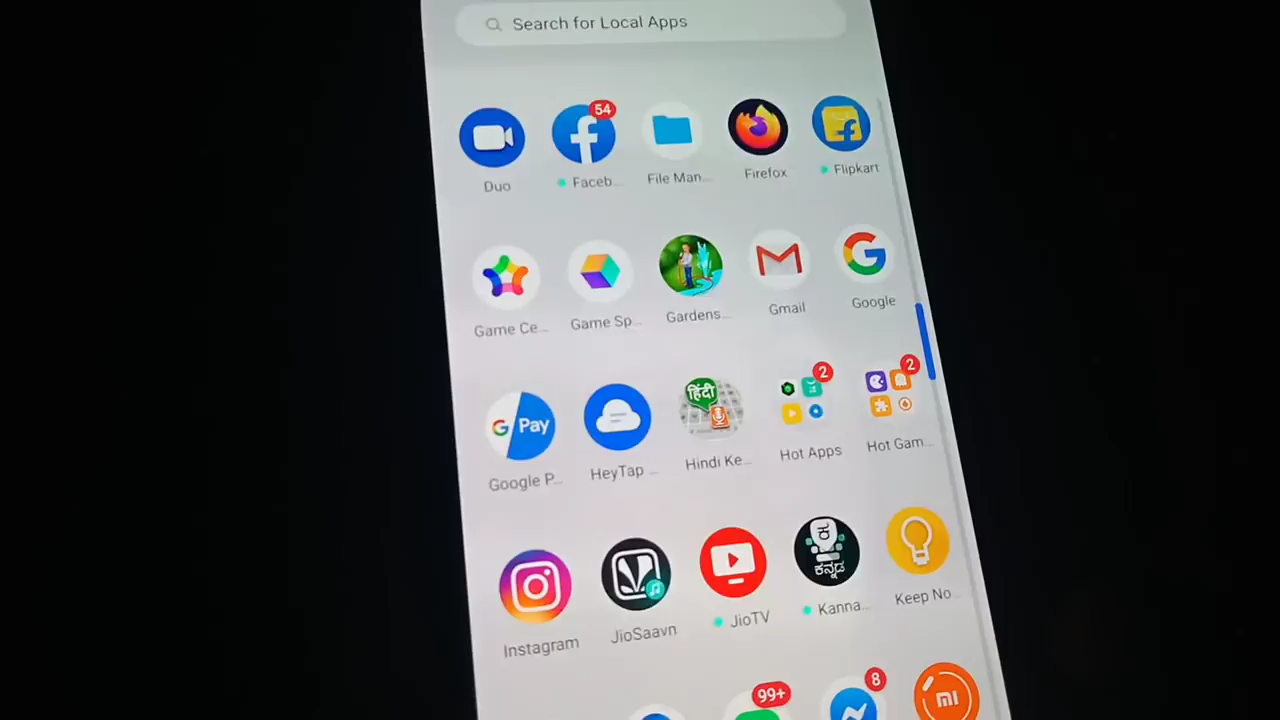 Search for Local Apps
54
Duo
Faceb...
File Man...
Firefox
Flipkart
Game Ce...
Game Sp...
Gardens...
Gmail
Google
G Pay
हिंदी
2
2
Google P...
HeyTap ...
Hindi Ke...
Hot Apps
Hot Gam...
ಕನ್ನಡ
Instagram
JioSaavn
JioTV
Kanna...
Keep No...
99+
8
mi